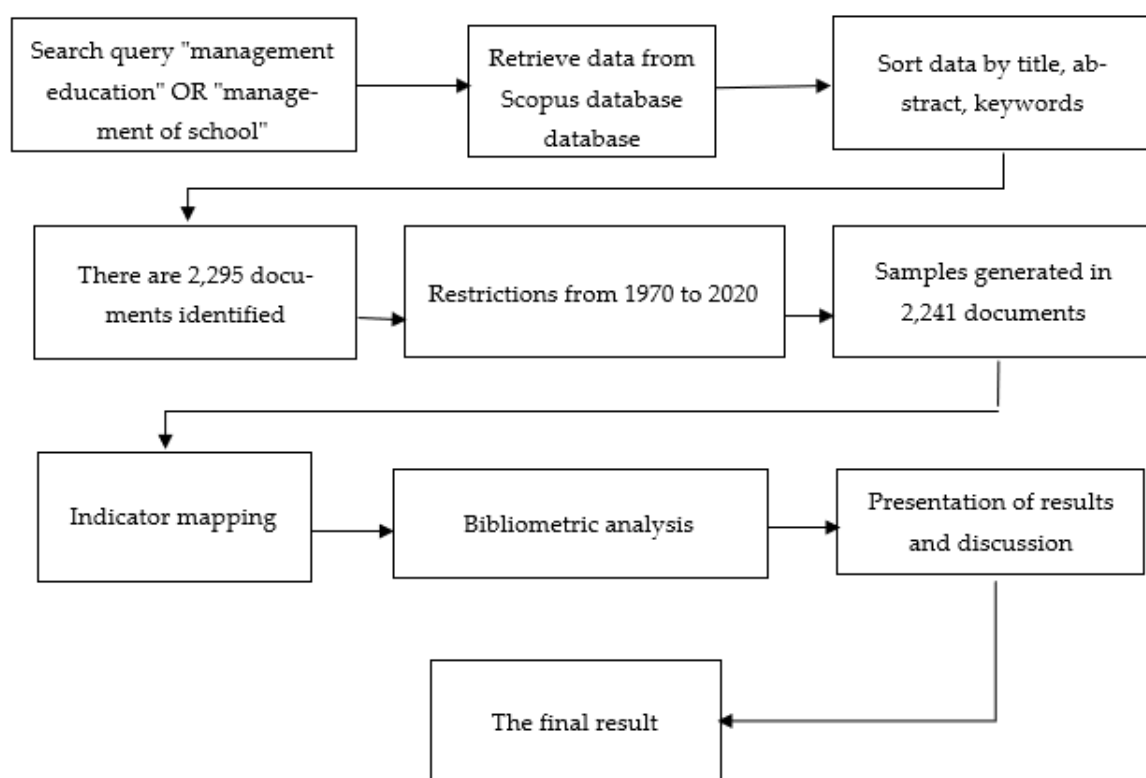 Search query "management
education" OR "manage-
ment of school"
Retrieve data from
Scopus database
database
Sort data by title, ab-
stract, keywords
There are 2,295 docu-
ments identified
Restrictions from 1970 to 2020
Samples generated in
2,241 documents
Indicator mapping
Bibliometric analysis
Presentation of results
and discussion
The final result